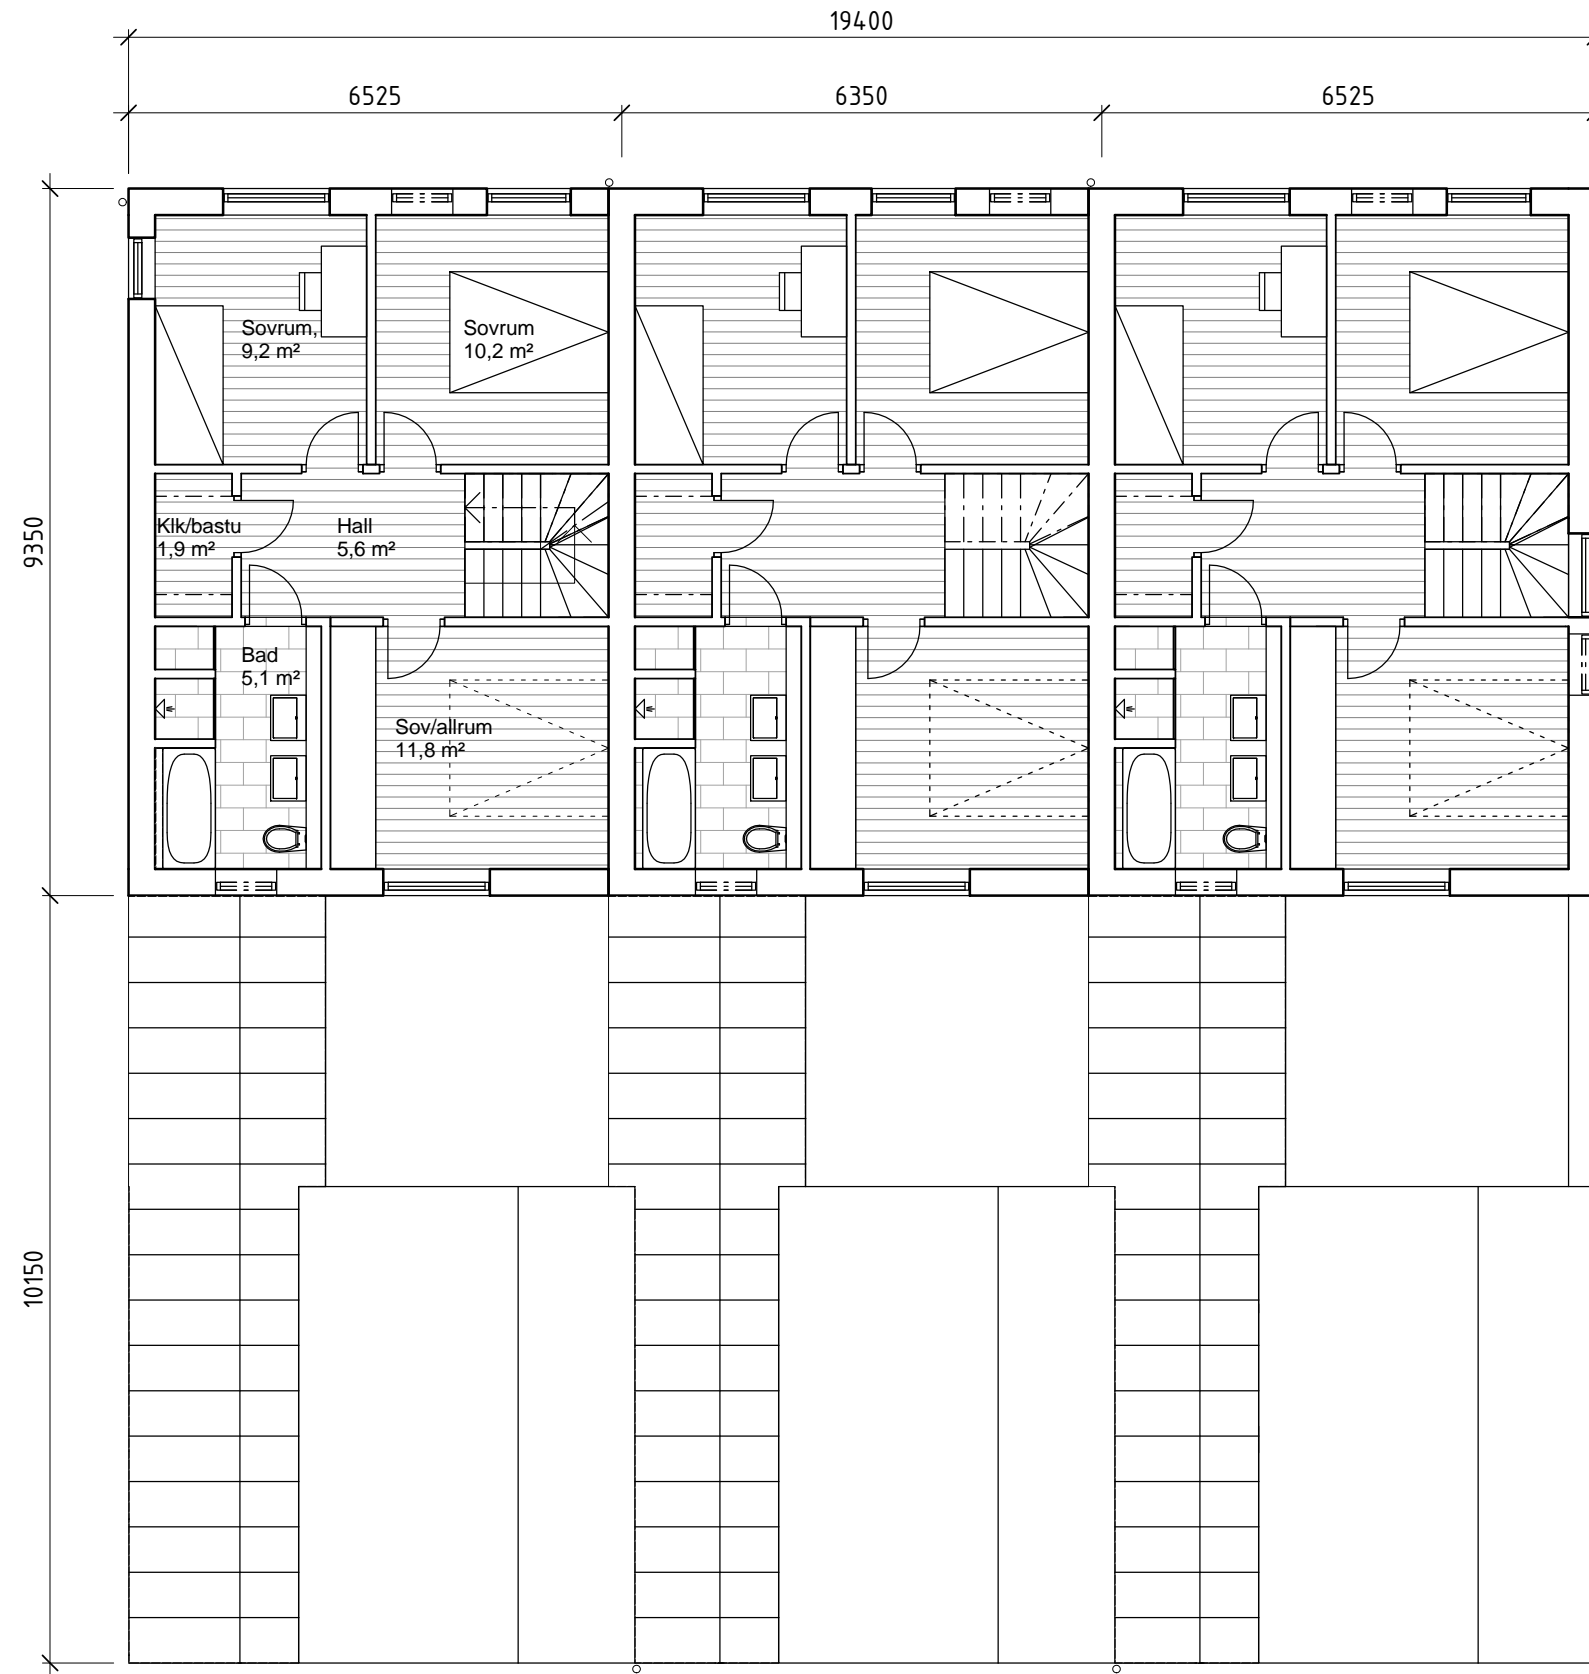 19400
6525
6350
6525
9350
Sovrum,
9,2 m²
Sovrum
10,2 m²
Klk/bastu
1,9 m²
Hall
5,6 m²
Bad
5,1 m²
Sov/allrum
11,8 m²
10150